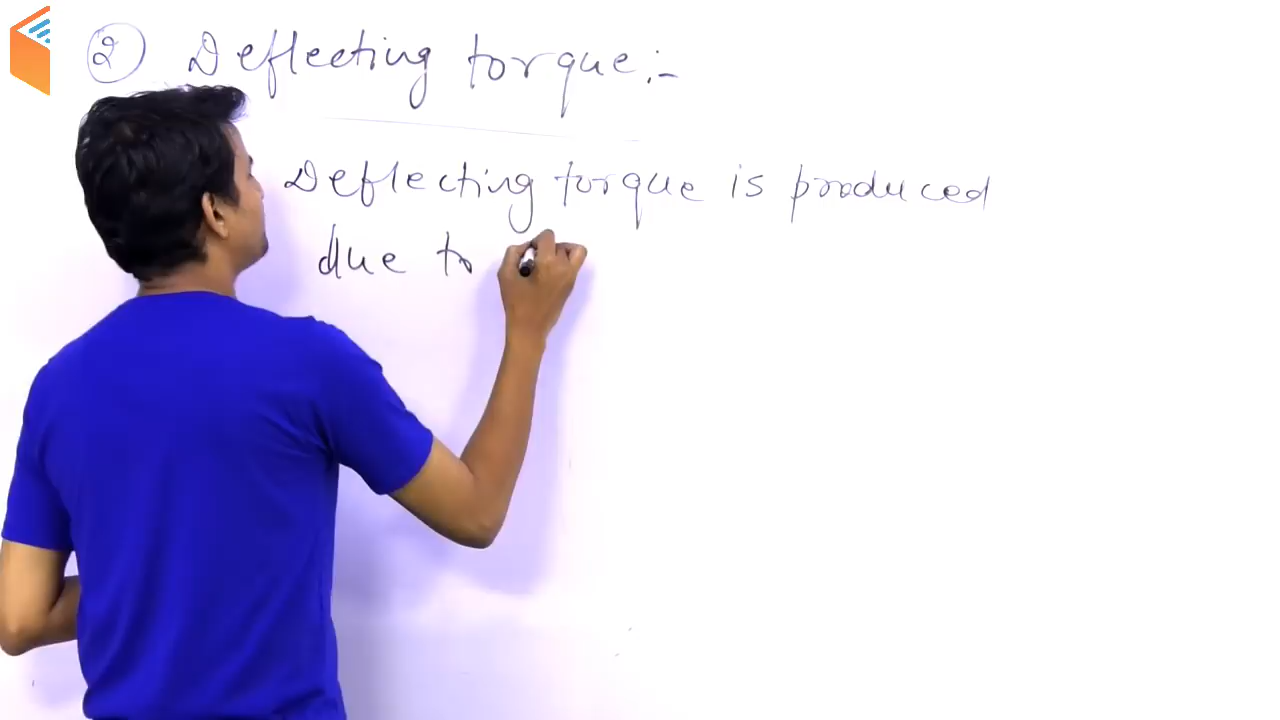 ② Deflecting torque:-
Deflecting torque is produced
due to